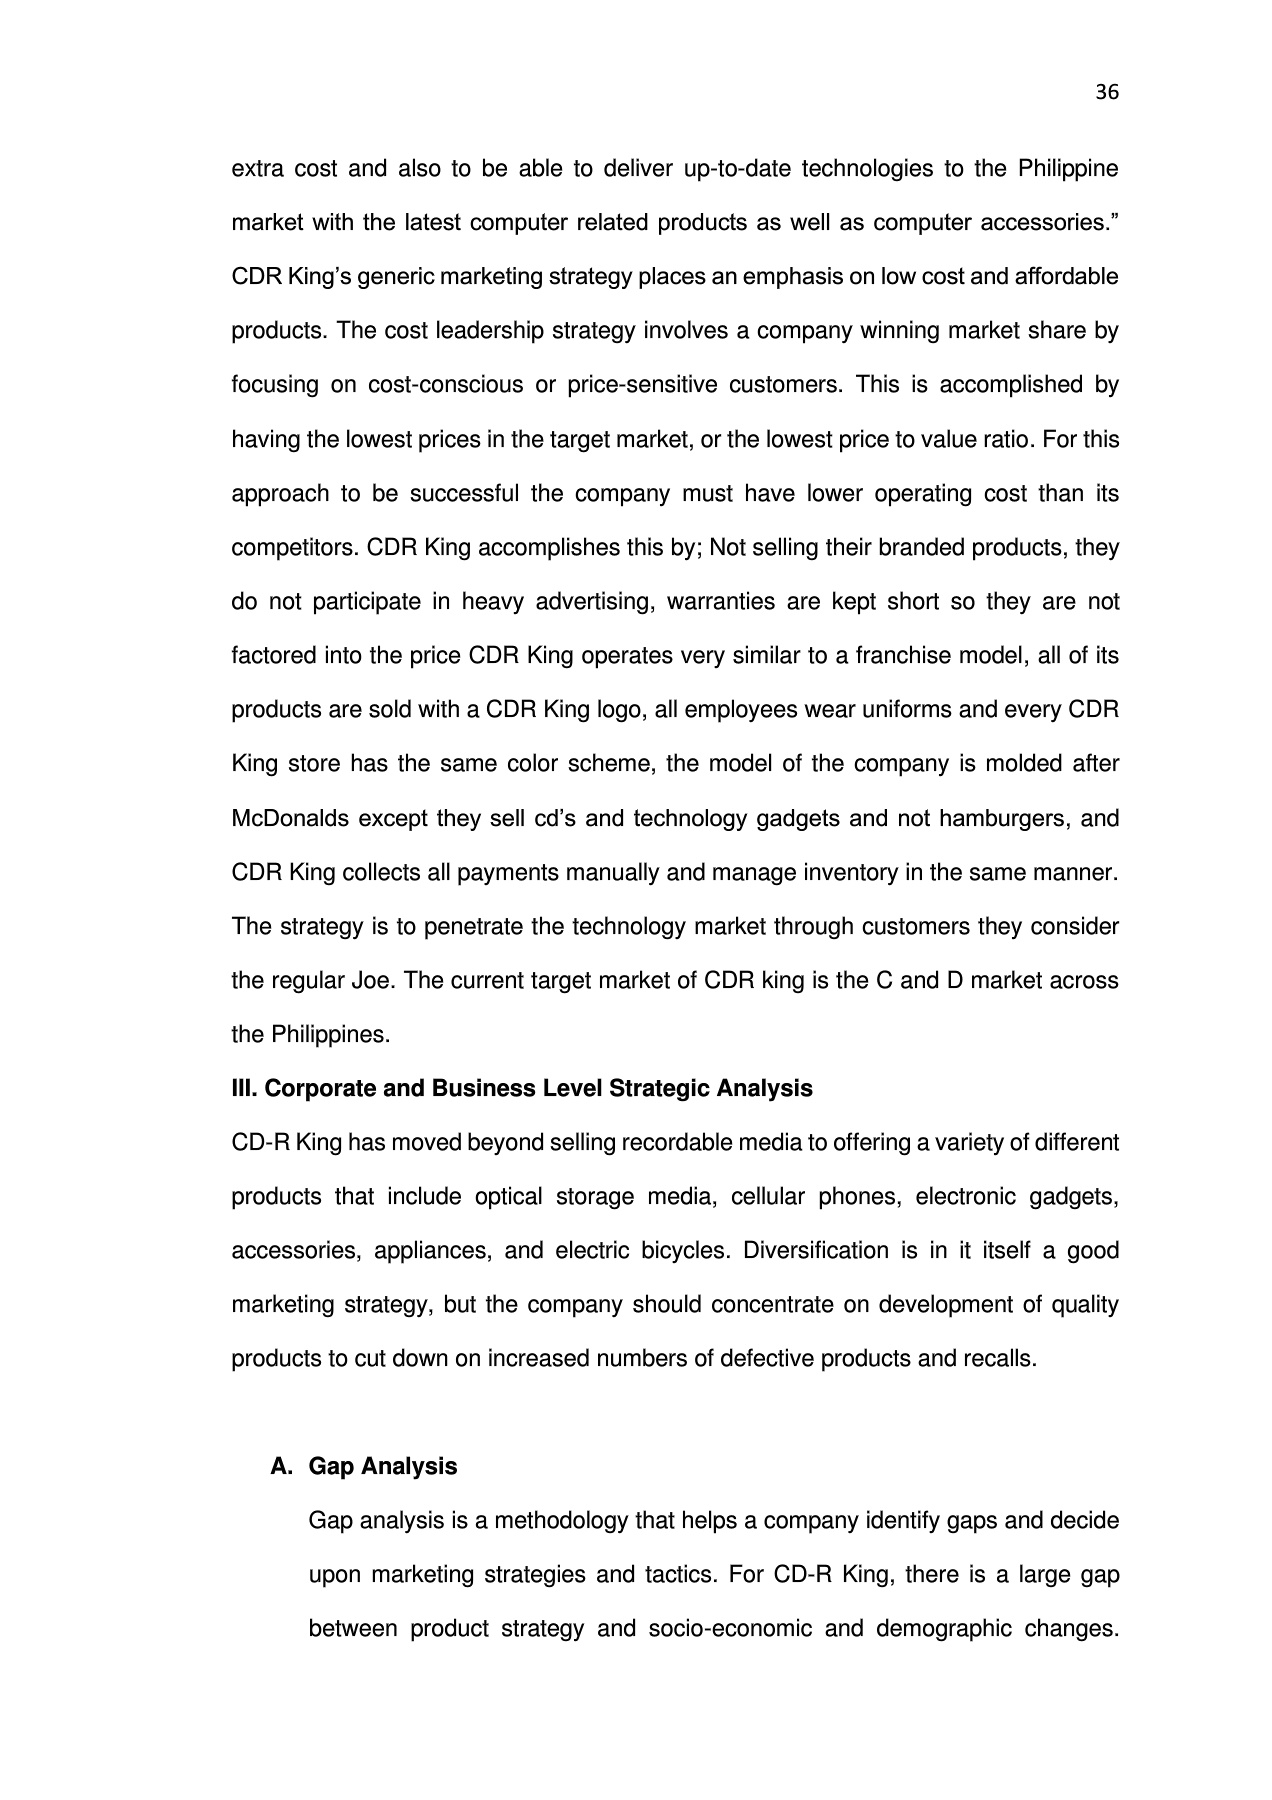 36
extra cost and also to be able to deliver up-to-date technologies to the Philippine
market with the latest computer related products as well as computer accessories.”
CDR King’s generic marketing strategy places an emphasis on low cost and affordable
products. The cost leadership strategy involves a company winning market share by
focusing on cost-conscious or price-sensitive customers. This is accomplished by
having the lowest prices in the target market, or the lowest price to value ratio. For this
approach to be successful the company must have lower operating cost than its
competitors. CDR King accomplishes this by; Not selling their branded products, they
do not participate in heavy advertising, warranties are kept short so they are not
factored into the price CDR King operates very similar to a franchise model, all of its
products are sold with a CDR King logo, all employees wear uniforms and every CDR
King store has the same color scheme, the model of the company is molded after
McDonalds except they sell cd’s and technology gadgets and not hamburgers, and
CDR King collects all payments manually and manage inventory in the same manner.
The strategy is to penetrate the technology market through customers they consider
the regular Joe. The current target market of CDR king is the C and D market across
the Philippines.
III. Corporate and Business Level Strategic Analysis
CD-R King has moved beyond selling recordable media to offering a variety of different
products that include optical storage media, cellular phones, electronic gadgets,
accessories, appliances, and electric bicycles. Diversification is in it itself a good
marketing strategy, but the company should concentrate on development of quality
products to cut down on increased numbers of defective products and recalls.
A. Gap Analysis
Gap analysis is a methodology that helps a company identify gaps and decide
upon marketing strategies and tactics. For CD-R King, there is a large gap
between product strategy and socio-economic and demographic changes.